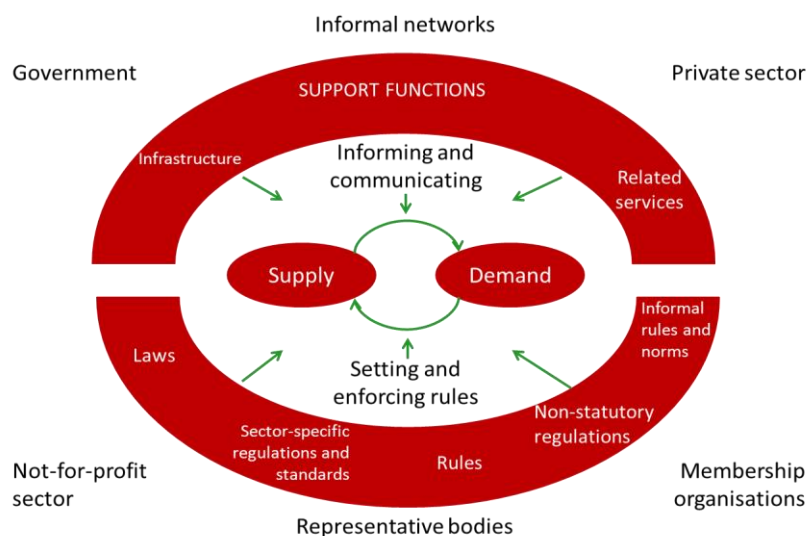 Informal networks
Government
Private sector
SUPPORT FUNCTIONS
Infrastructure
Informing and
communicating
Related
services
Supply
Demand
Informal
rules and
norms
Laws
Setting and
enforcing rules
Non-statutory
regulations
Sector-specific
regulations and
standards
Rules
Not-for-profit
sector
Membership
organisations
Representative bodies